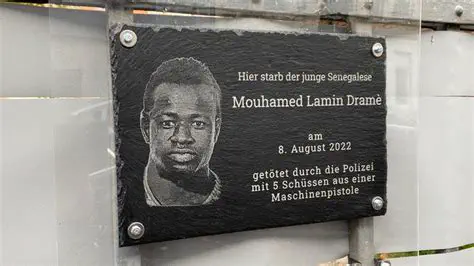 Hier starb der junge Senegalese
Mouhamed Lamin Dramè
am
8. August 2022
getötet durch die Polizei
mit 5 Schüssen aus einer
Maschinenpistole